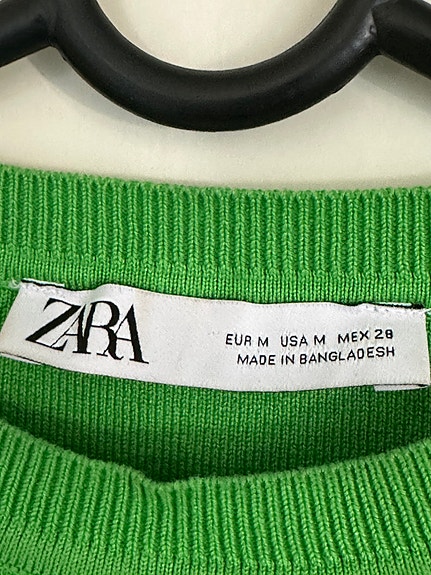 ZARA
EUR M USA M MEX 28
MADE IN BANGLADESH